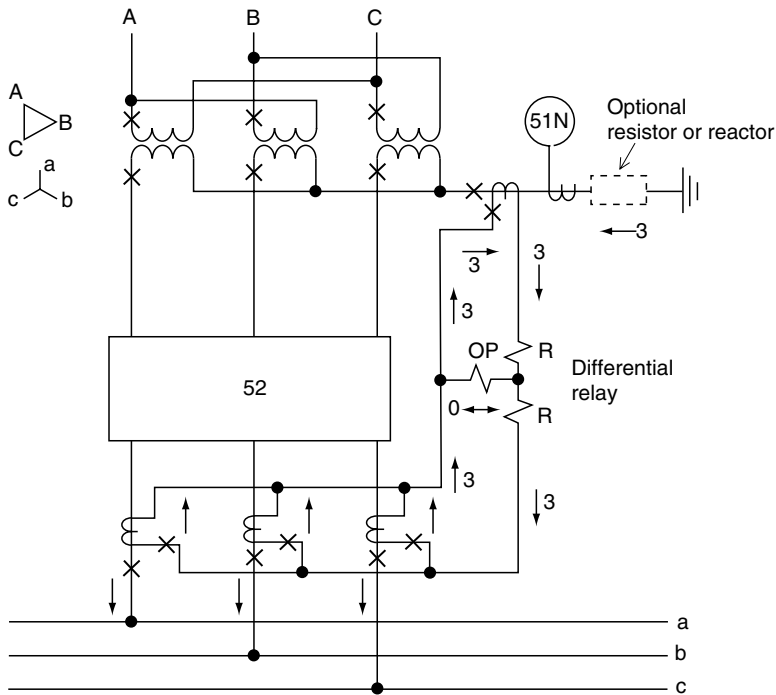 A B C
A
B
C
a
c b
51N
Optional
resistor or reactor
3
3
3
3
OP R
52
Differential
relay
0
R
3
3
a
b
c